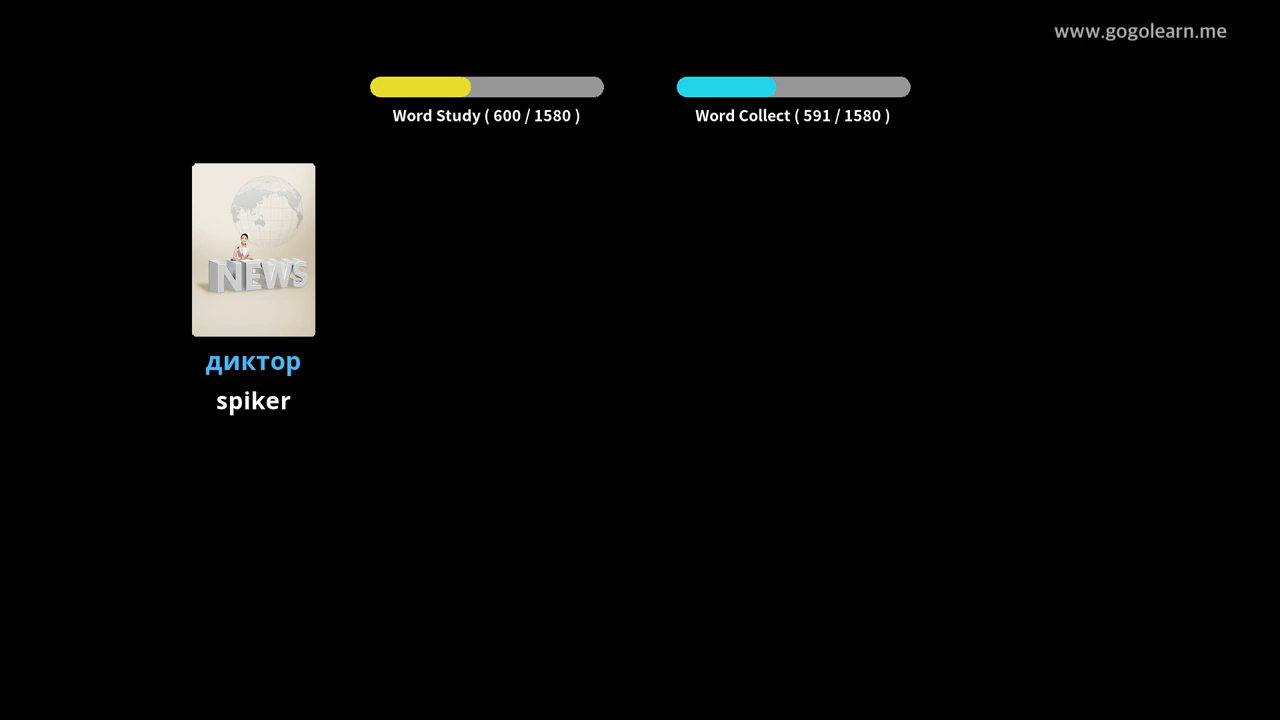 www.gogolearn.me
Word Study ( 600 / 1580 )
Word Collect ( 591 / 1580 )
NEWS
диктор
spiker